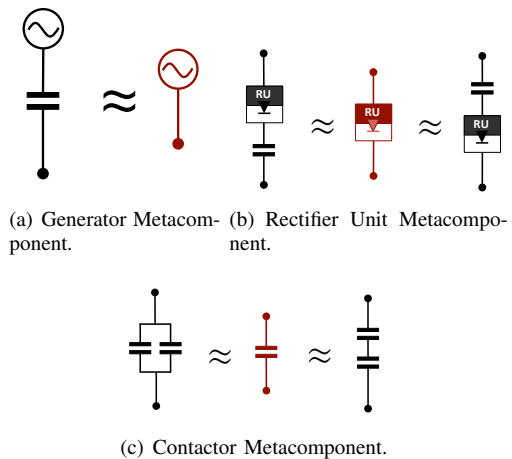 RU
RU
RU
(a) Generator Metacom-
ponent.
(b) Rectifier Unit Metacompo-
nent.
(c) Contactor Metacomponent.